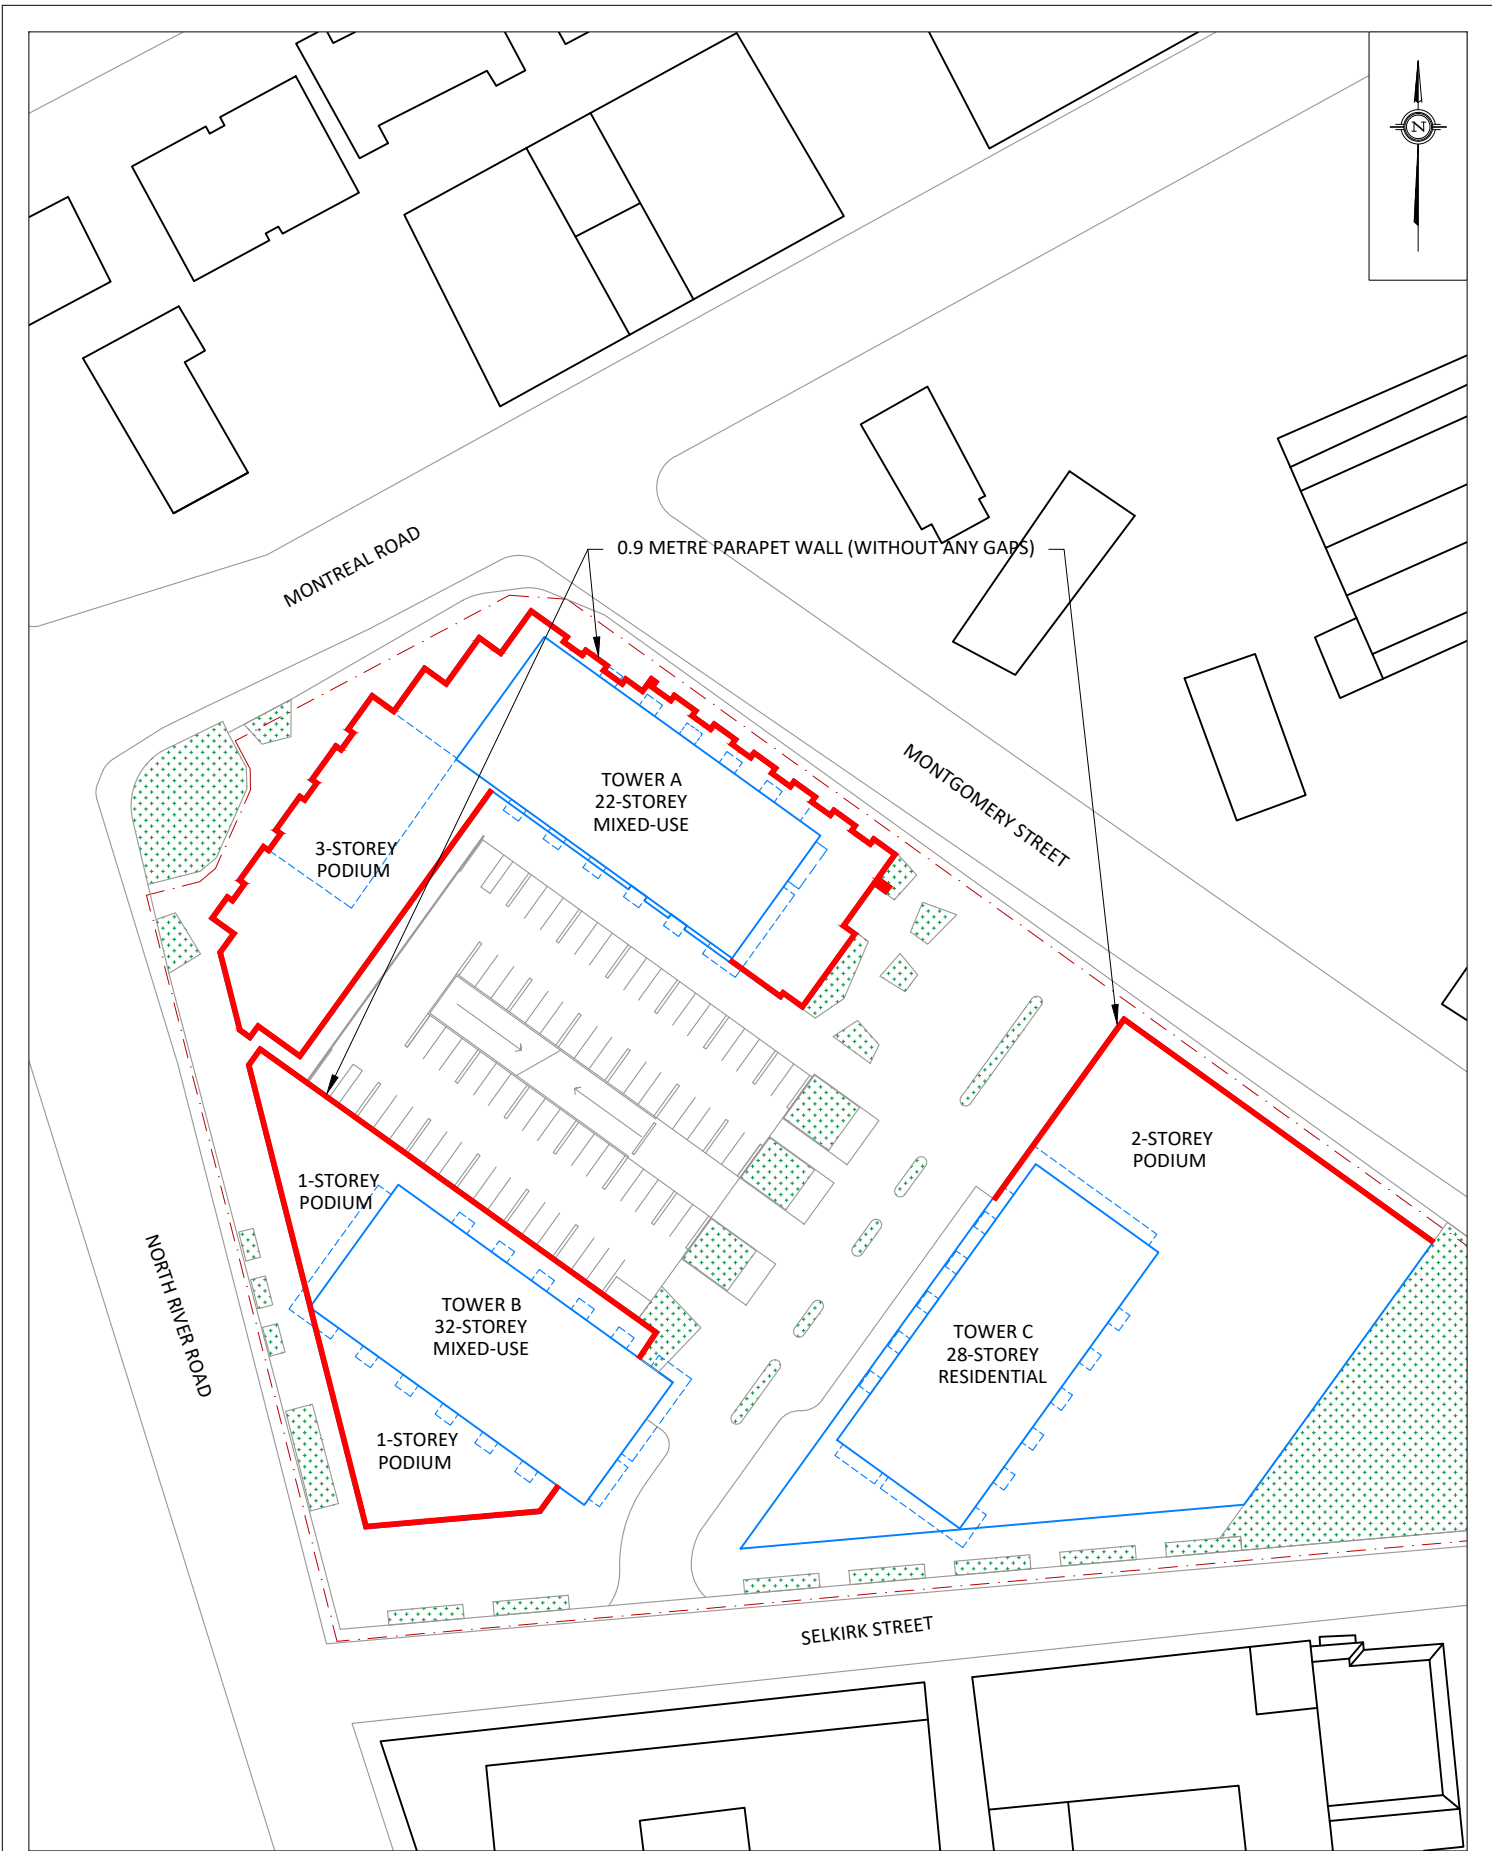 N
MONTREAL ROAD
0.9 METRE PARAPET WALL (WITHOUT ANY GAPS)
MONTGOMERY STREET
TOWER A
22-STOREY
MIXED-USE
3-STOREY
PODIUM
2-STOREY
PODIUM
1-STOREY
PODIUM
NORTH RIVER ROAD
TOWER B
32-STOREY
MIXED-USE
TOWER C
28-STOREY
RESIDENTIAL
1-STOREY
PODIUM
SELKIRK STREET